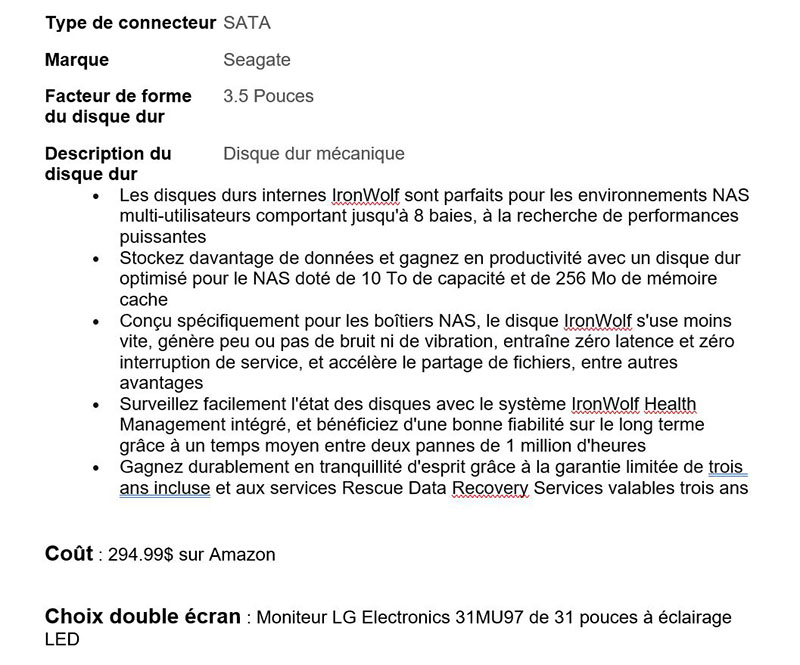 Type de connecteur SATA
Marque Seagate
Facteur de forme 3.5 Pouces
du disque dur
Description du Disque dur mécanique
disque dur
• Les disques durs internes IronWolf sont parfaits pour les environnements NAS
multi-utilisateurs comportant jusqu'à 8 baies, à la recherche de performances
puissantes
• Stockez davantage de données et gagnez en productivité avec un disque dur
optimisé pour le NAS doté de 10 To de capacité et de 256 Mo de mémoire
cache
• Conçu spécifiquement pour les boîtiers NAS, le disque IronWolf s'use moins
vite, génère peu ou pas de bruit ni de vibration, entraîne zéro latence et zéro
interruption de service, et accélère le partage de fichiers, entre autres
avantages
• Surveillez facilement l'état des disques avec le système IronWolf Health
Management intégré, et bénéficiez d'une bonne fiabilité sur le long terme
grâce à un temps moyen entre deux pannes de 1 million d'heures
• Gagnez durablement en tranquillité d'esprit grâce à la garantie limitée de trois
ans incluse et aux services Rescue Data Recovery Services valables trois ans
Coût : 294.99$ sur Amazon
Choix double écran : Moniteur LG Electronics 31MU97 de 31 pouces à éclairage
LED